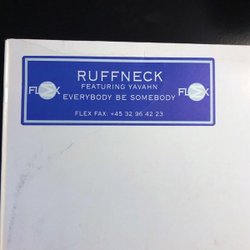 RUFFNECK
FEATURING YAVAHN
FLEX
EVERYBODY BE SOMEBODY
FLEX
FLEX FAX: +45 32 96 42 23